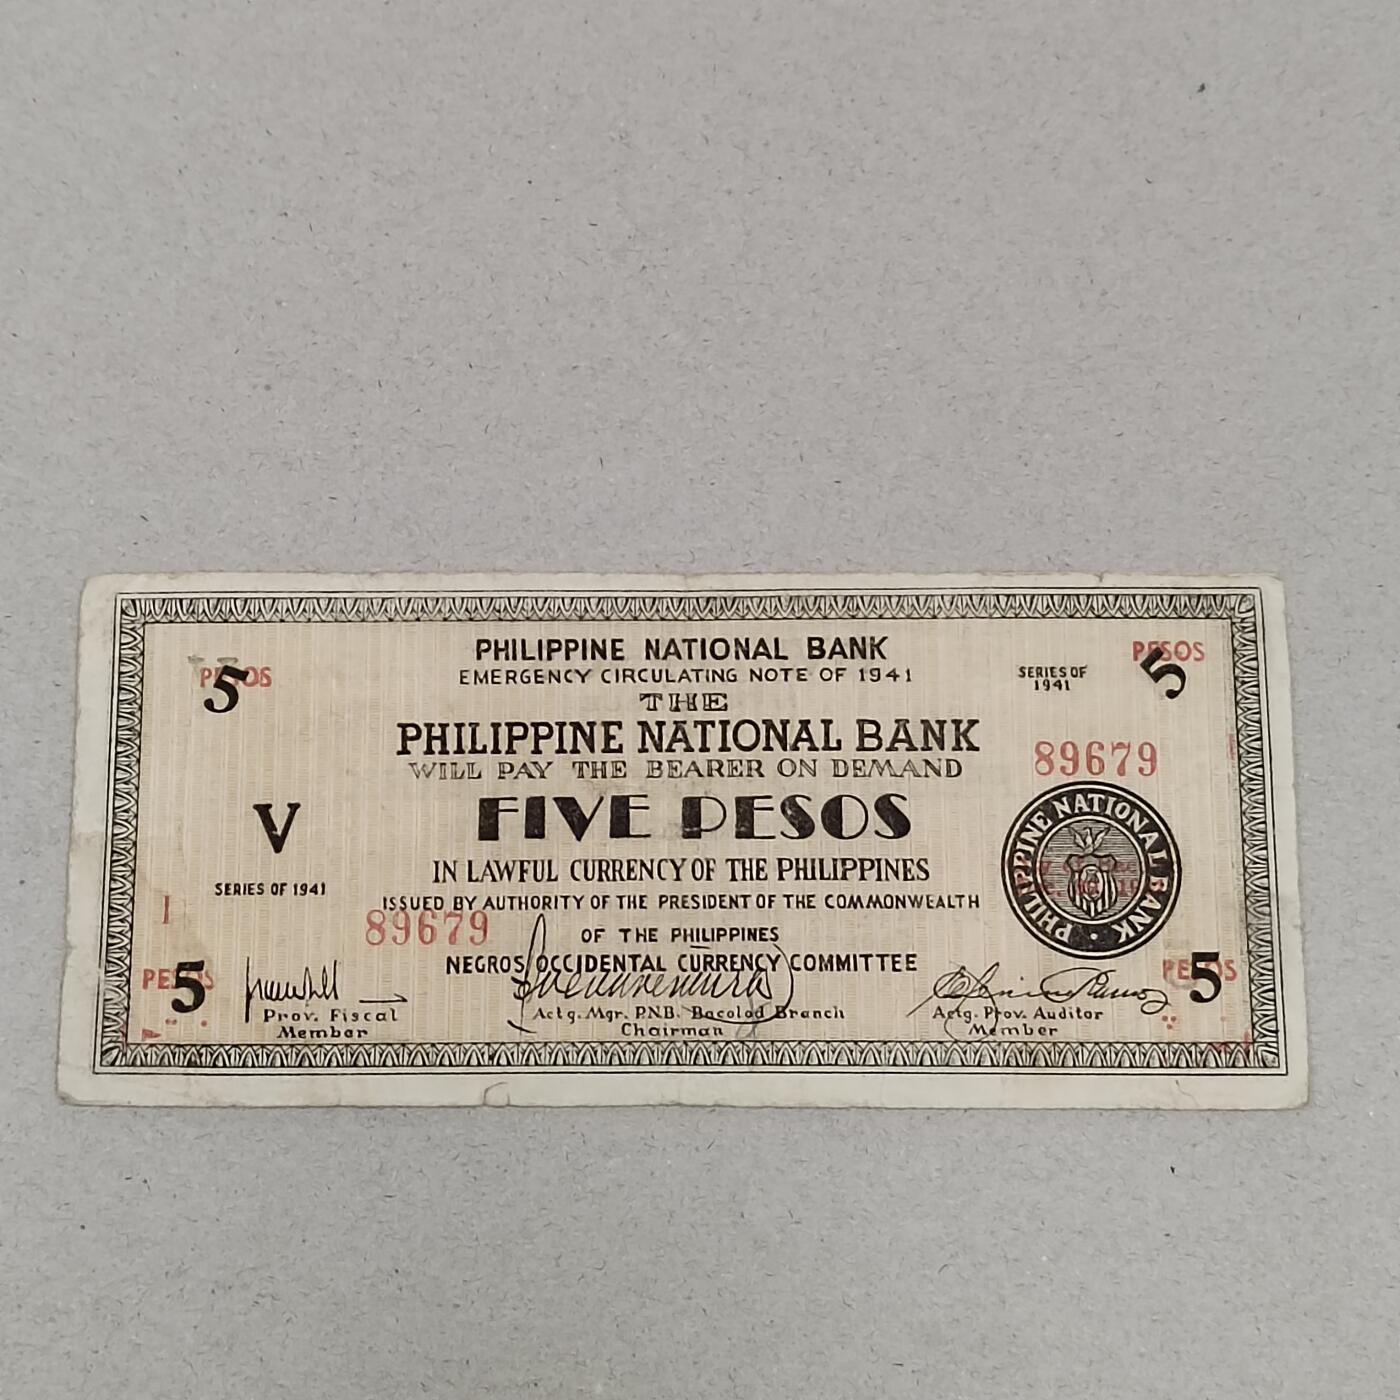 PHILIPPINE NATIONAL BANK
EMERGENCY CIRCULATING NOTE OF 1941
THE
PHILIPPINE NATIONAL BANK
WILL PAY THE BEARER ON DEMAND
FIVE PESOS
IN LAWFUL CURRENCY OF THE PHILIPPINES
ISSUED BY AUTHORITY OF THE PRESIDENT OF THE COMMONWEALTH
OF THE PHILIPPINES
NEGROS OCCIDENTAL CURRENCY COMMITTEE
PESOS
5
V
SERIES OF 1941
1
89679
PESOS
5
Prov. Fiscal
Member
Actg. Mgr. P.N.B. Bacolod Branch
Chairman
Actg. Prov. Auditor
Member
PESOS
5
SERIES OF
1941
89679
PHILIPPINE NATIONAL BANK
PESOS
5